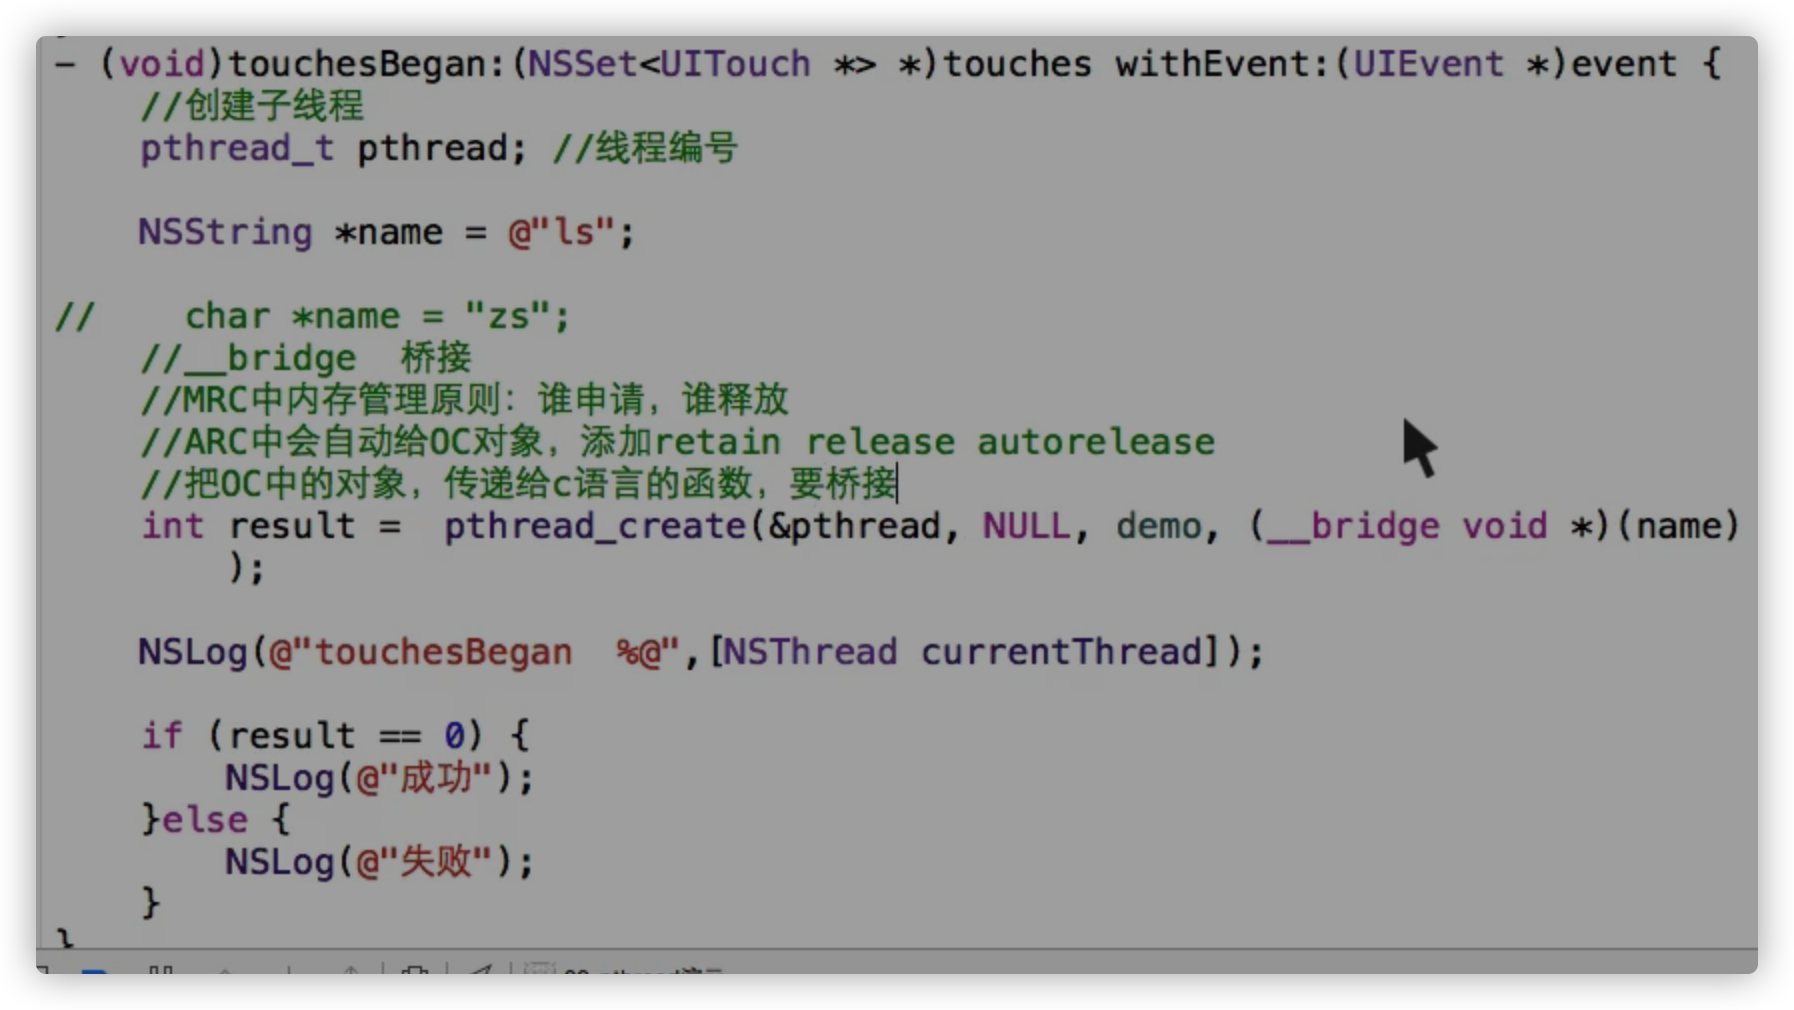 - (void)touchesBegan:(NSSet<UITouch *> *)touches withEvent:(UIEvent *)event {
//创建子线程
pthread_t pthread; //线程编号
NSString *name = @"ls";
// char *name = "zs";
//__bridge 桥接
//MRC中内存管理原则：谁申请，谁释放
//ARC中会自动给OC对象，添加retain release autorelease
//把OC中的对象，传递给c语言的函数，要桥接
int result = pthread_create(&pthread, NULL, demo, (__bridge void *)(name)
);
NSLog(@"touchesBegan %@",[NSThread currentThread]);
if (result == 0) {
NSLog(@"成功");
}else {
NSLog(@"失败");
}
}